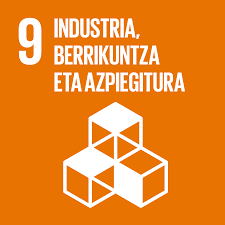 9 INDUSTRIA,
BERRIKUNTZA
ETA AZPIEGITURA